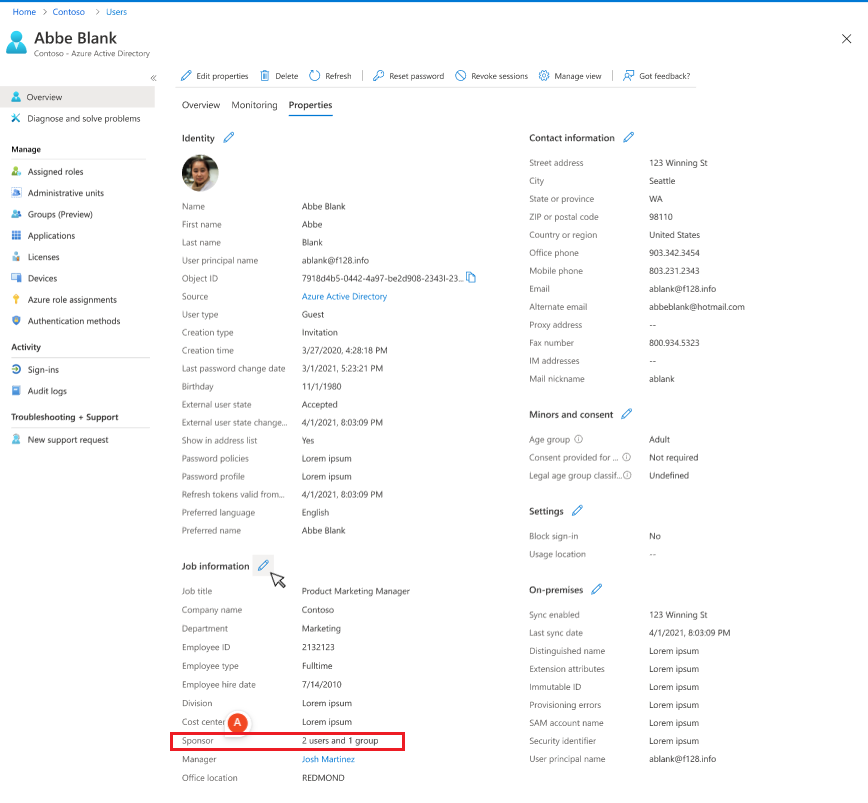 Home > Contoso > Users
Abbe Blank
Contoso - Azure Active Directory
«
Overview
Diagnose and solve problems
Manage
Assigned roles
Administrative units
Groups (Preview)
Applications
Licenses
Devices
Azure role assignments
Authentication methods
Activity
Sign-ins
Audit logs
Troubleshooting + Support
New support request
Edit properties Delete Refresh Reset password Revoke sessions Manage view Got feedback?
Overview Monitoring Properties
Identity
Name Abbe Blank
First name Abbe
Last name Blank
User principal name ablank@f128.info
Object ID 7918d4b5-0442-4a97-be2d908-2343I-23...
Source Azure Active Directory
User type Guest
Creation type Invitation
Creation time 3/27/2020, 4:28:18 PM
Last password change date 3/1/2021, 5:23:21 PM
Birthday 11/1/1980
External user state Accepted
External user state change... 4/1/2021, 8:03:09 PM
Show in address list Yes
Password policies Lorem ipsum
Password profile Lorem ipsum
Refresh tokens valid from... 4/1/2021, 8:03:09 PM
Preferred language English
Preferred name Abbe Blank
Job information
Job title Product Marketing Manager
Company name Contoso
Department Marketing
Employee ID 2132123
Employee type Fulltime
Employee hire date 7/14/2010
Division Lorem ipsum
Cost center Lorem ipsum
A
Sponsor 2 users and 1 group
Manager Josh Martinez
Office location REDMOND
Contact information
Street address 123 Winning St
City Seattle
State or province WA
ZIP or postal code 98110
Country or region United States
Office phone 903.342.3454
Mobile phone 803.231.2343
Email ablank@f128.info
Alternate email abbeblank@hotmail.com
Proxy address --
Fax number 800.934.5323
IM addresses --
Mail nickname ablank
Minors and consent
Age group Adult
Consent provided for ... Not required
Legal age group classif... Undefined
Settings
Block sign-in No
Usage location --
On-premises
Sync enabled 123 Winning St
Last sync date 4/1/2021, 8:03:09 PM
Distinguished name Lorem ipsum
Extension attributes Lorem ipsum
Immutable ID Lorem ipsum
Provisioning errors Lorem ipsum
SAM account name Lorem ipsum
Security identifier Lorem ipsum
User principal name ablank@f128.info